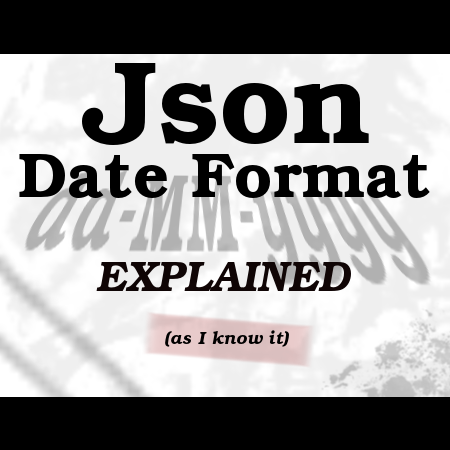 Json
Date Format
dd-MM-yyyy
EXPLAINED
(as I know it)